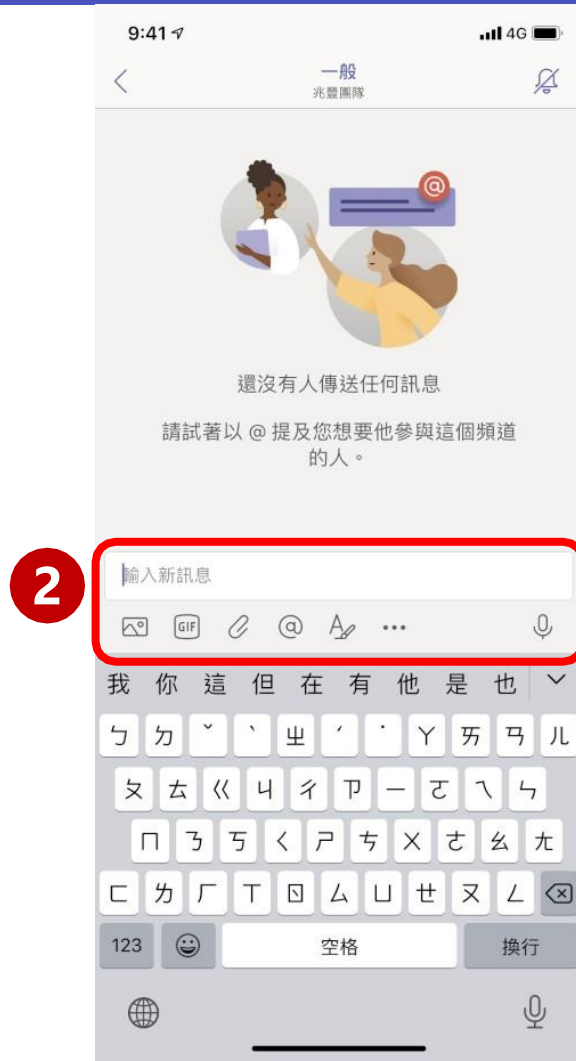 9:41 4G
一般
兆豐團隊
@
還沒有人傳送任何訊息
請試著以 @ 提及您想要他參與這個頻道
的人。
2
輸入新訊息
GIF @ A
我 你 這 但 在 有 他 是 也
ㄅ ㄉ ˇ ˋ ㄓ ˊ ˙ ㄚ ㄞ ㄢ ㄦ
ㄆ ㄊ ㄍ ㄐ ㄔ ㄗ ㄧ ㄛ ㄟ ㄣ
ㄇ ㄋ ㄎ ㄑ ㄕ ㄘ ㄨ ㄜ ㄠ ㄤ
ㄈ ㄌ ㄏ ㄒ ㄖ ㄙ ㄩ ㄝ ㄡ ㄥ
123 空格 換行